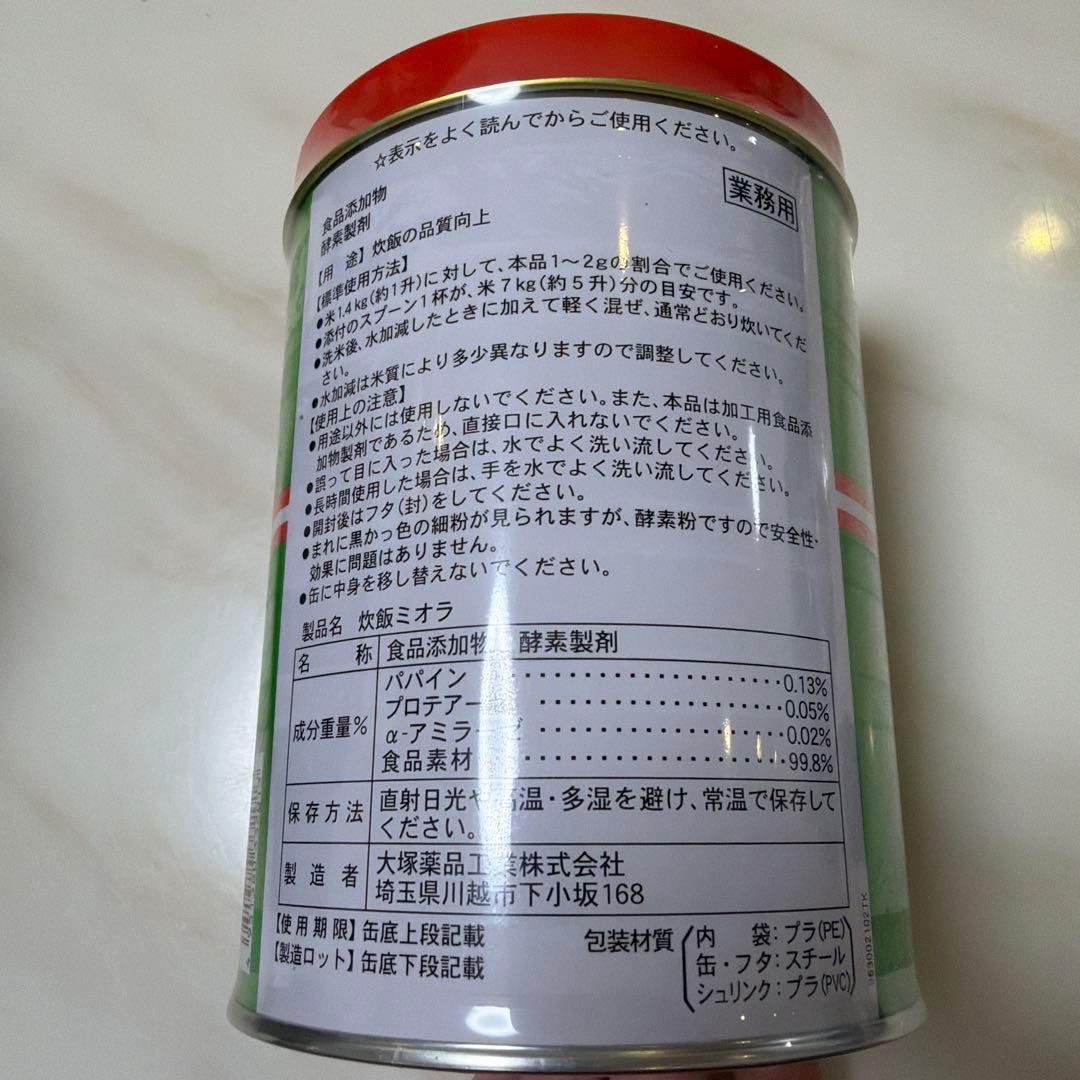 ☆表示をよく読んでからご使用ください。
業務用
食品添加物
酵素製剤
【用 途】炊飯の品質向上
【標準使用方法】
●米1.4kg(約1升)に対して、本品1～2gの割合でご使用ください。
●添付のスプーン1杯が、米7kg(約5升)分の目安です。
●洗米後、水加減したときに加えて軽く混ぜ、通常どおり炊いてくだ
さい。
●水加減は米質により多少異なりますので調整してください。
【使用上の注意】
●用途以外には使用しないでください。また、本品は加工用食品添
加物製剤であるため、直接口に入れないでください。
●誤って目に入った場合は、水でよく洗い流してください。
●長時間使用した場合は、手を水でよく洗い流してください。
●開封後はフタ(封)をしてください。
●まれに黒かっ色の細粉が見られますが、酵素粉ですので安全性・
効果に問題はありません。
●缶に中身を移し替えないでください。
製品名 炊飯ミオラ
名 称 食品添加物 酵素製剤
成分重量%
パパイン ‥‥‥‥‥‥‥‥ 0.13%
プロテアーゼ ‥‥‥‥‥‥‥‥ 0.05%
α-アミラーゼ ‥‥‥‥‥‥‥‥ 0.02%
食品素材 ‥‥‥‥‥‥‥‥ 99.8%
保存方法 直射日光や高温・多湿を避け、常温で保存して
ください。
製造者 大塚薬品工業株式会社
埼玉県川越市下小坂168
【使用期限】缶底上段記載
【製造ロット】缶底下段記載
包装材質
内 袋：プラ(PE)
缶・フタ：スチール
シュリンク：プラ(PVC)